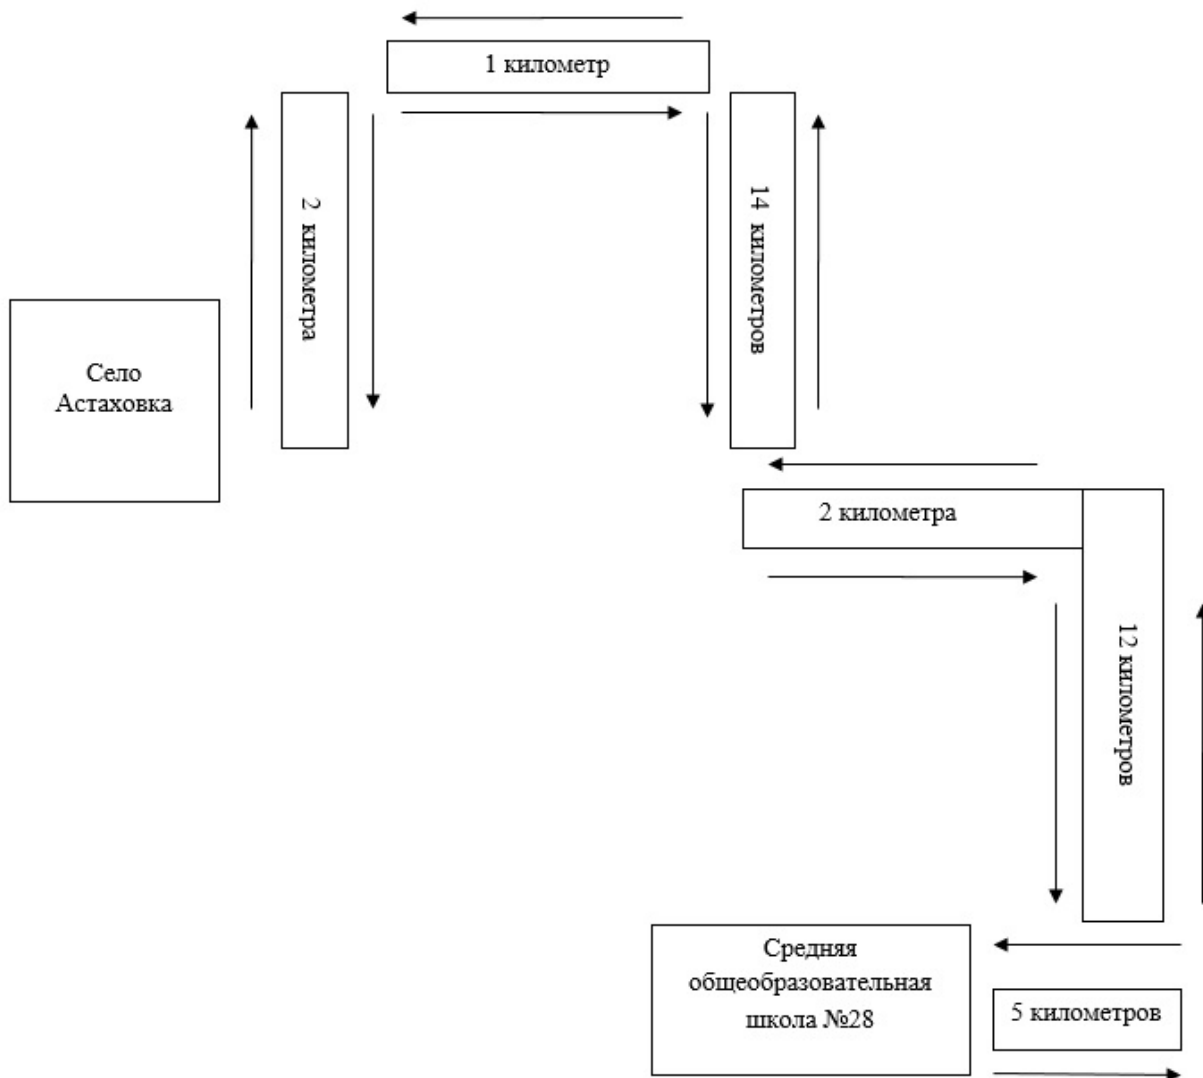 1 километр
2 километра
14 километров
Село
Астаховка
2 километра
12 километров
Средняя
общеобразовательная
школа №28
5 километров